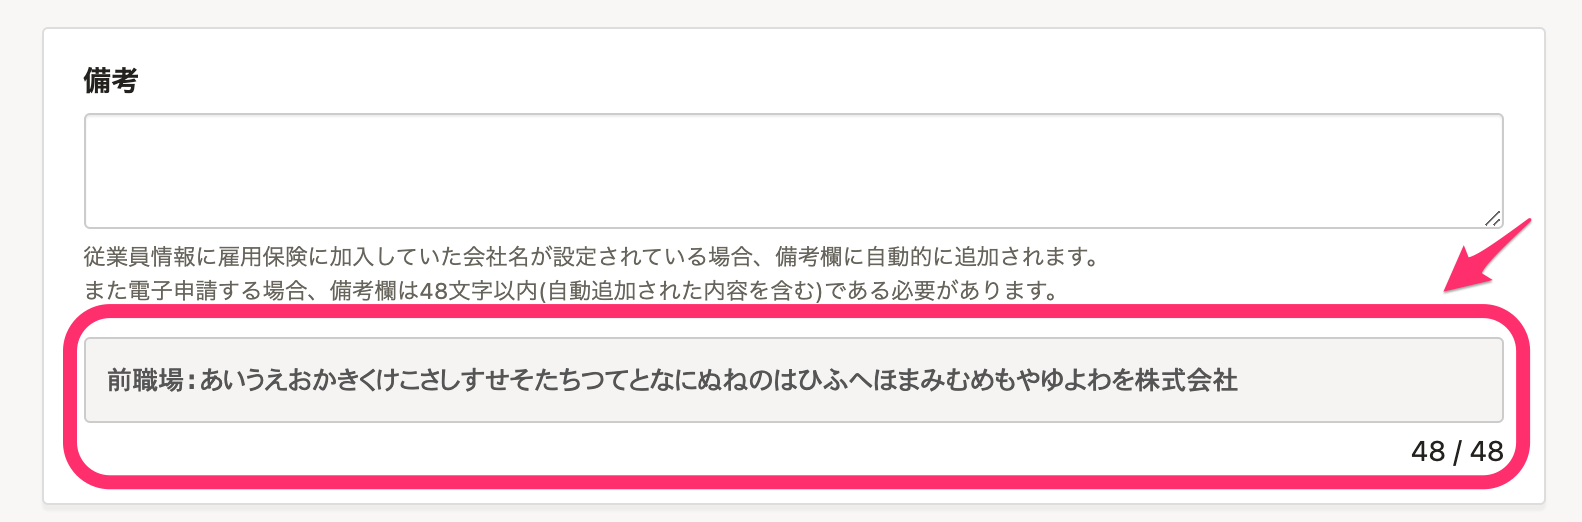 備考
従業員情報に雇用保険に加入していた会社名が設定されている場合、備考欄に自動的に追加されます。
また電子申請する場合、備考欄は48文字以内(自動追加された内容を含む)である必要があります。
前職場：あいうえおかきくけこさしすせそたちつてとなにぬねのはひふへほまみむめもやゆよわを株式会社
48 / 48